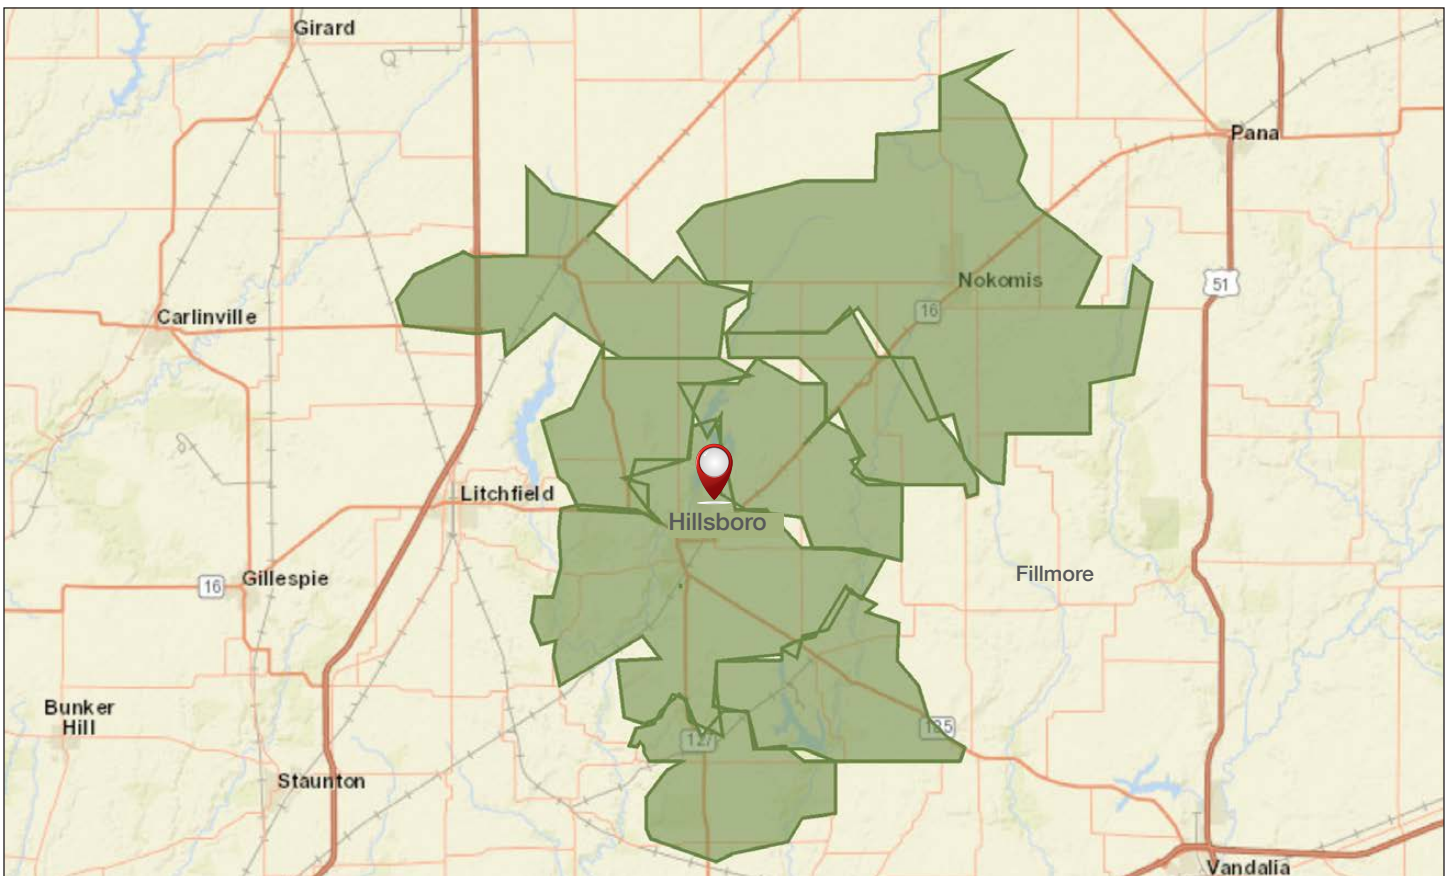 Girard
Pana
Nokomis
51
16
Carlinville
Litchfield
Hillsboro
Fillmore
16
Gillespie
Bunker
Hill
185
127
Staunton
Vandalia